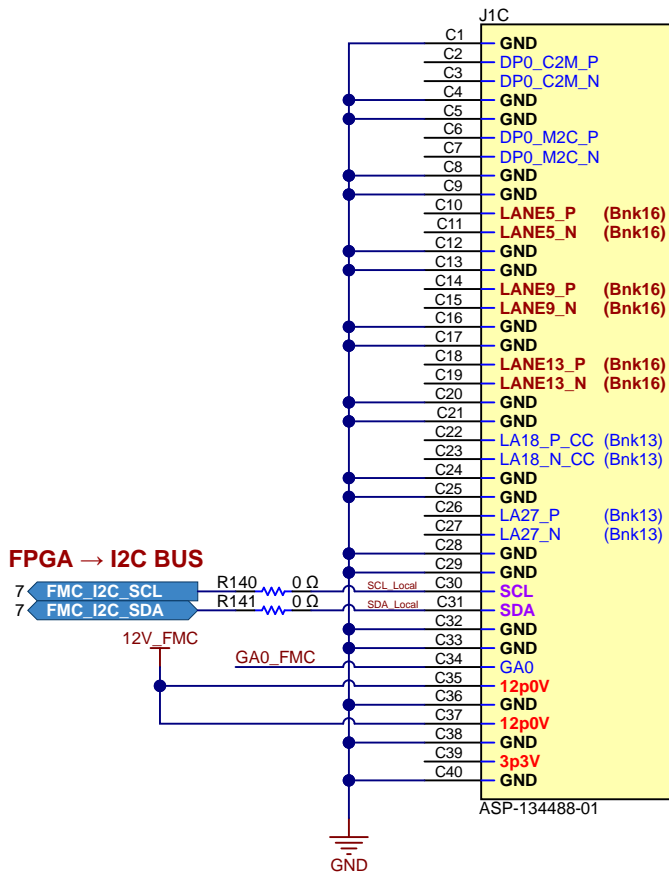 J1C
C1 GND
C2 DP0_C2M_P
C3 DP0_C2M_N
C4 GND
C5 GND
C6 DP0_M2C_P
C7 DP0_M2C_N
C8 GND
C9 GND
C10 LANE5_P (Bnk16)
C11 LANE5_N (Bnk16)
C12 GND
C13 GND
C14 LANE9_P (Bnk16)
C15 LANE9_N (Bnk16)
C16 GND
C17 GND
C18 LANE13_P (Bnk16)
C19 LANE13_N (Bnk16)
C20 GND
C21 GND
C22 LA18_P_CC (Bnk13)
C23 LA18_N_CC (Bnk13)
C24 GND
C25 GND
C26 LA27_P (Bnk13)
C27 LA27_N (Bnk13)
C28 GND
FPGA → I2C BUS
C29 GND
7 FMC_I2C_SCL R140 0 Ω SCL_Local C30 SCL
7 FMC_I2C_SDA R141 0 Ω SDA_Local C31 SDA
C32 GND
12V_FMC
C33 GND
GA0_FMC C34 GA0
C35 12p0V
C36 GND
C37 12p0V
C38 GND
C39 3p3V
C40 GND
ASP-134488-01
GND